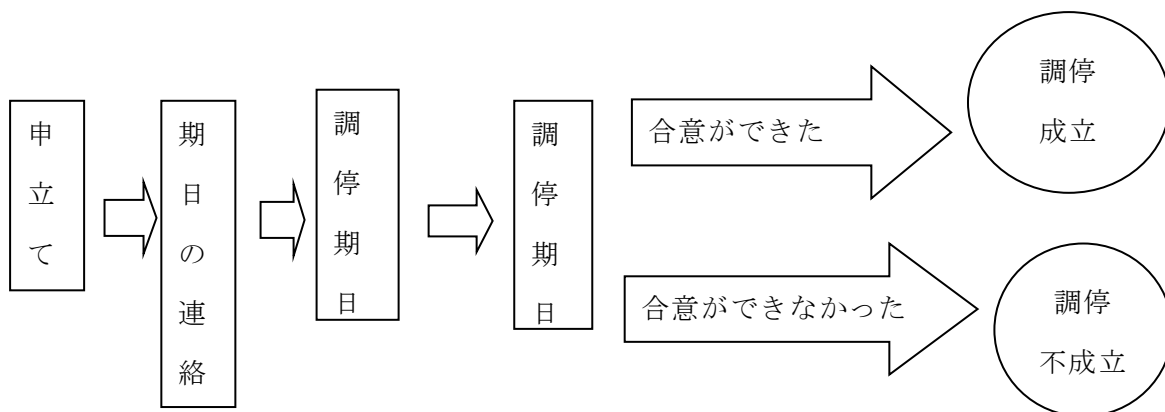 申立て
期日の連絡
調停期日
調停期日
合意ができた
調停
成立
合意ができなかった
調停
不成立